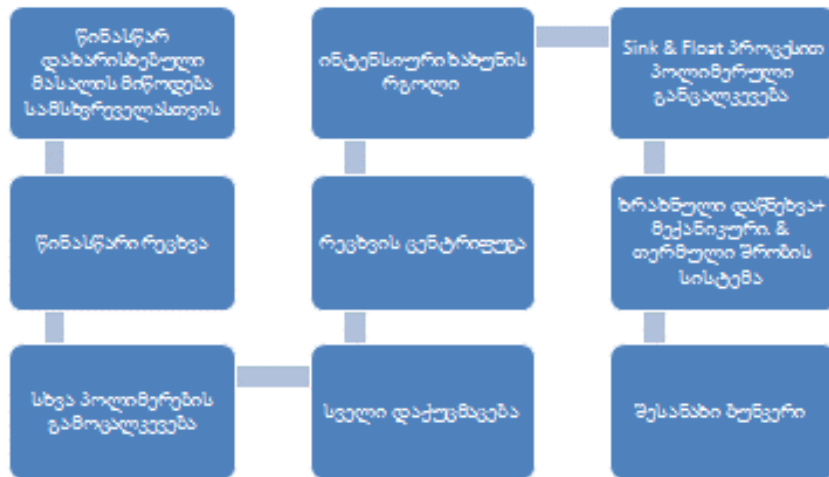 წინასწარ
დახარისხებული
მასალის მიწოდება
სამსხვრეველასთვის
წინასწარი რეცხვა
სხვა პოლიმერების
გამოცალკევება
სველი დაქუცმაცება
რეცხვის ცენტრიფუგა
ინტენსიური ხახუნის
რგოლი
Sink & Float პროცესით
პოლიმერული
განცალკევება
ხრახნული დაწნეხვა+
მექანიკური &
თერმული შრობის
სისტემა
შესანახი ბუნკერი